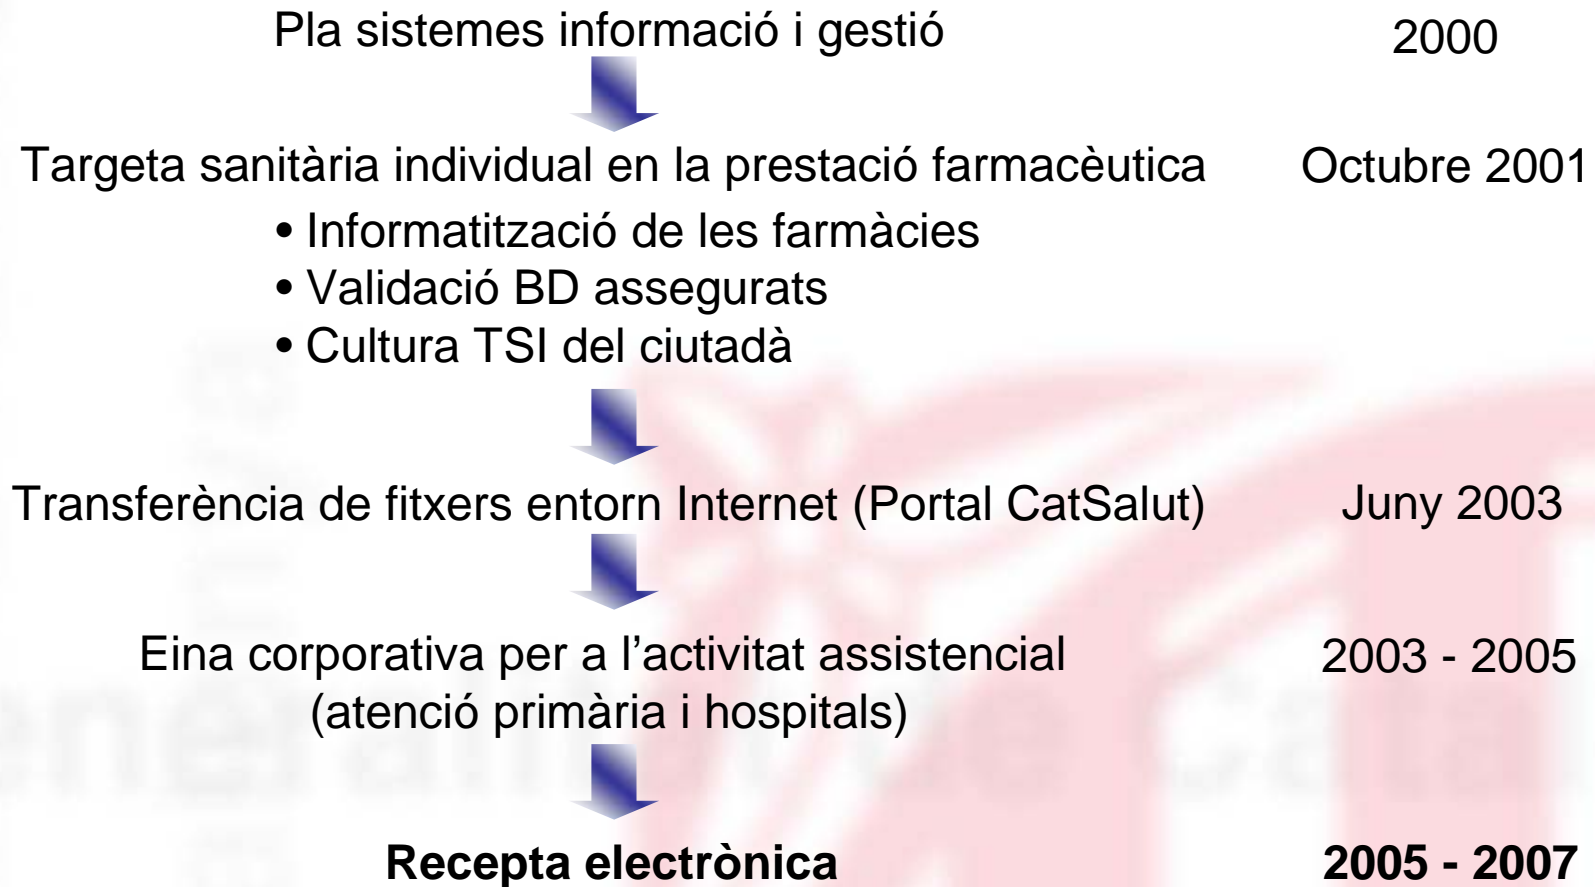 Pla sistemes informació i gestió 2000
Targeta sanitària individual en la prestació farmacèutica Octubre 2001
• Informatització de les farmàcies
• Validació BD assegurats
• Cultura TSI del ciutadà
Transferència de fitxers entorn Internet (Portal CatSalut) Juny 2003
Eina corporativa per a l’activitat assistencial 2003 - 2005
(atenció primària i hospitals)
Recepta electrònica 2005 - 2007